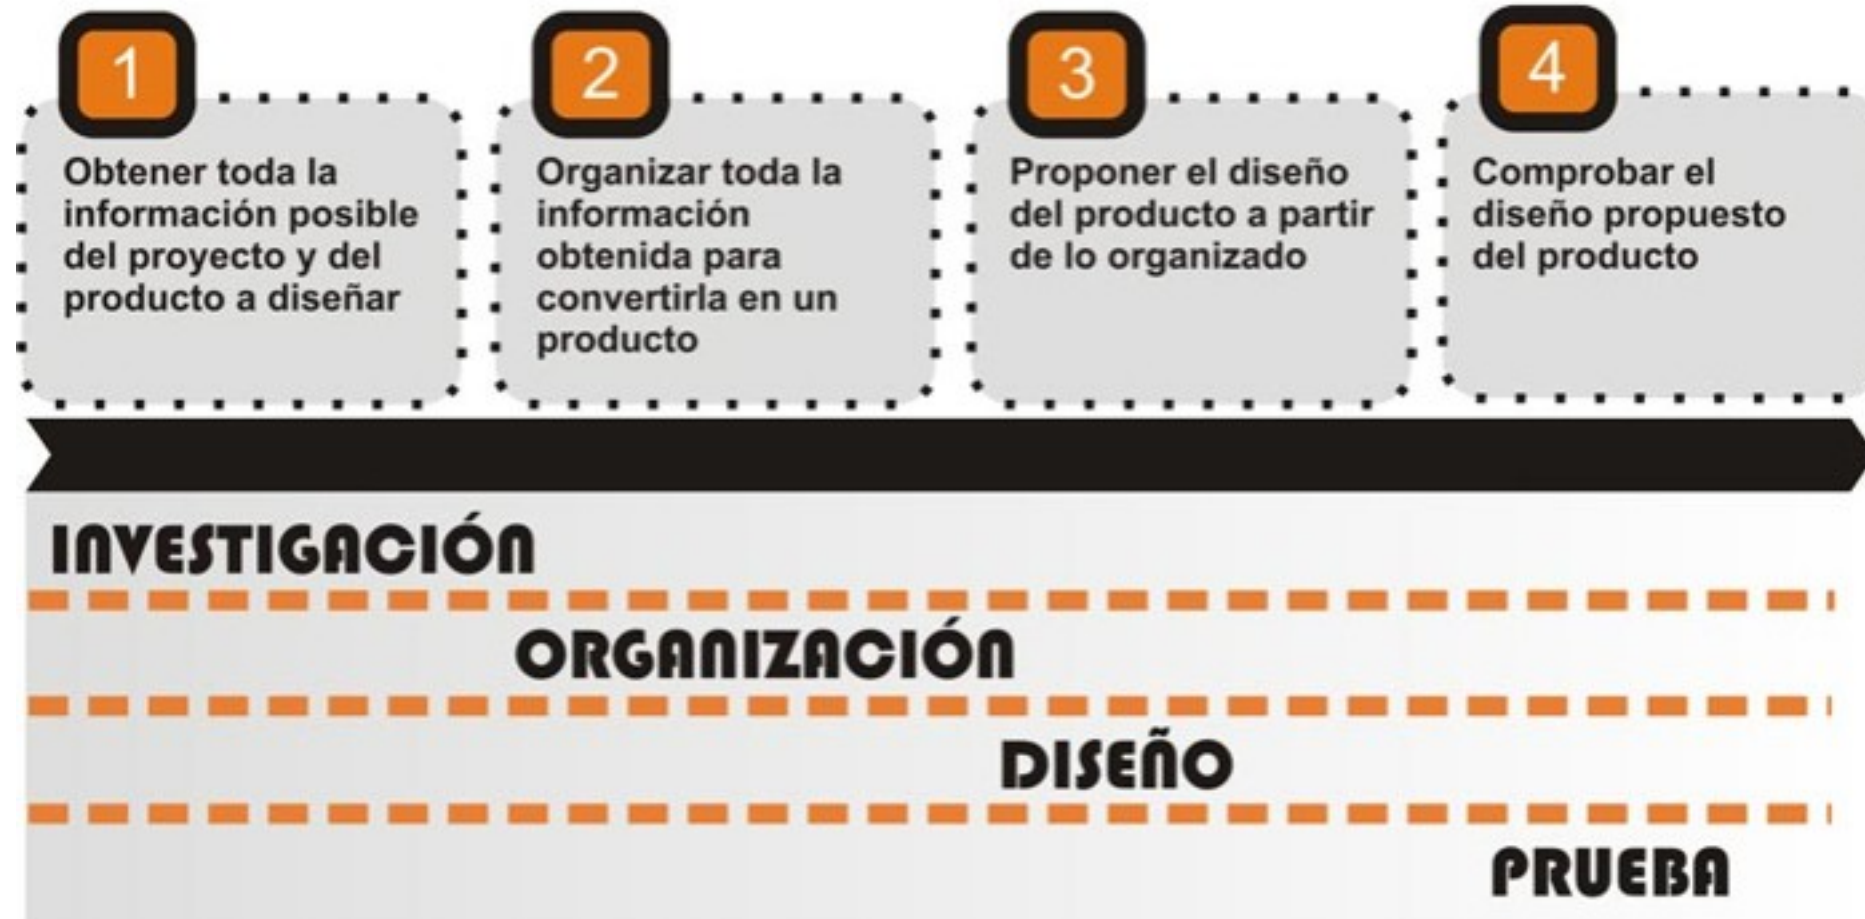 1
Obtener toda la
información posible
del proyecto y del
producto a diseñar
2
Organizar toda la
información
obtenida para
convertirla en un
producto
3
Proponer el diseño
del producto a partir
de lo organizado
4
Comprobar el
diseño propuesto
del producto
INVESTIGACIÓN
ORGANIZACIÓN
DISEÑO
PRUEBA